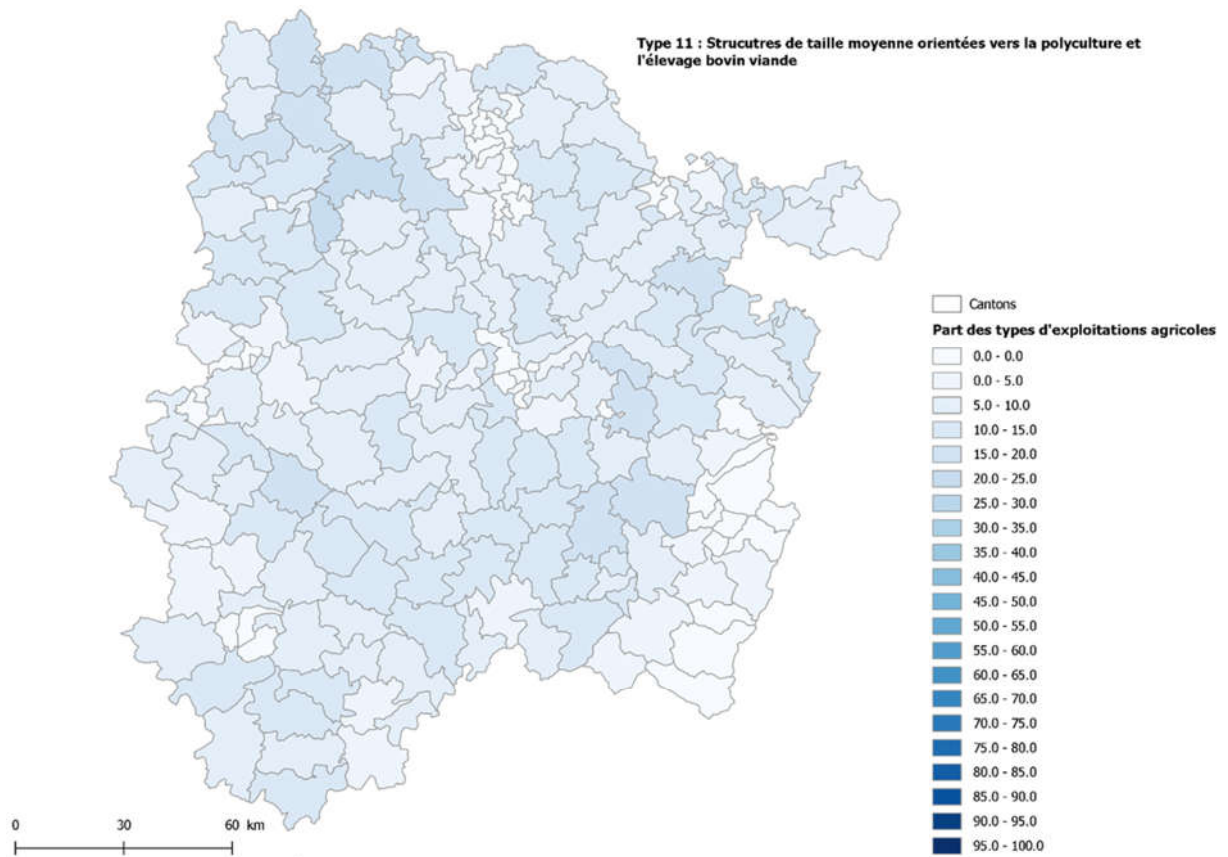 Type 11 : Strucutres de taille moyenne orientées vers la polyculture et
l'élevage bovin viande
Cantons
Part des types d'exploitations agricoles
0.0 - 0.0
0.0 - 5.0
5.0 - 10.0
10.0 - 15.0
15.0 - 20.0
20.0 - 25.0
25.0 - 30.0
30.0 - 35.0
35.0 - 40.0
40.0 - 45.0
45.0 - 50.0
50.0 - 55.0
55.0 - 60.0
60.0 - 65.0
65.0 - 70.0
70.0 - 75.0
75.0 - 80.0
80.0 - 85.0
85.0 - 90.0
90.0 - 95.0
95.0 - 100.0
0 30 60 km